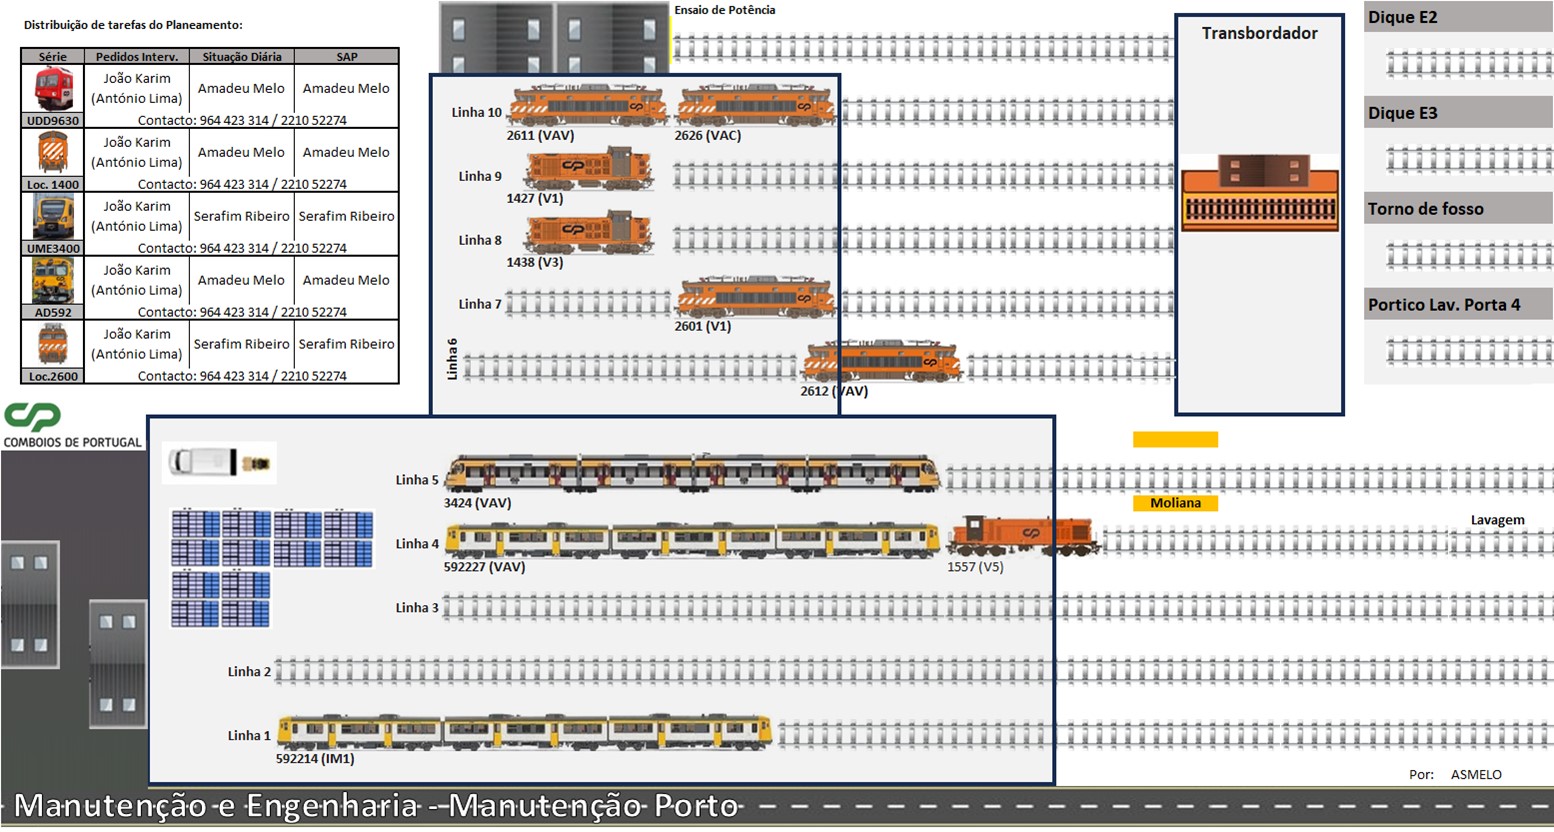 Distribuição de tarefas do Planeamento:
Série Pedidos Interv. Situação Diária SAP
João Karim (António Lima) Amadeu Melo Amadeu Melo
UDD9630 Contacto: 964 423 314 / 2210 52274
João Karim (António Lima) Amadeu Melo Amadeu Melo
Loc. 1400 Contacto: 964 423 314 / 2210 52274
João Karim (António Lima) Serafim Ribeiro Serafim Ribeiro
UME3400 Contacto: 964 423 314 / 2210 52274
João Karim (António Lima) Amadeu Melo Amadeu Melo
AD592 Contacto: 964 423 314 / 2210 52274
João Karim (António Lima) Serafim Ribeiro Serafim Ribeiro
Loc.2600 Contacto: 964 423 314 / 2210 52274
CP
COMBOIOS DE PORTUGAL
Ensaio de Potência
Linha 10
2611 (VAV)
2626 (VAC)
Linha 9
1427 (V1)
Linha 8
1438 (V3)
Linha 7
2601 (V1)
Linha 6
2612 (VAV)
Transbordador
Dique E2
Dique E3
Torno de fosso
Portico Lav. Porta 4
Linha 5
3424 (VAV)
Moliana
Linha 4
592227 (VAV)
1557 (V5)
Lavagem
Linha 3
Linha 2
Linha 1
592214 (IM1)
Por: ASMELO
Manutenção e Engenharia - Manutenção Porto